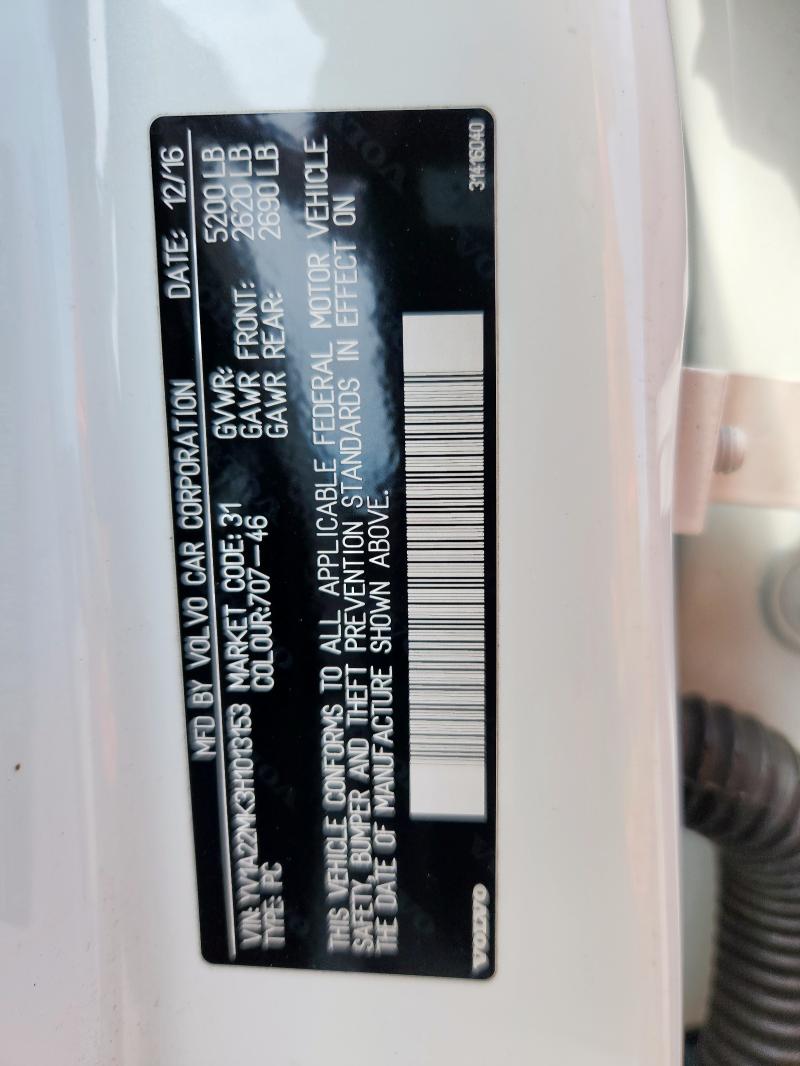 MFD BY VOLVO CAR CORPORATION DATE: 12/16
VIN: YV1A22MK3H1013153 MARKET CODE: 31 GVWR: 5200 LB
TYPE: PC COLOUR:707-46 GAWR FRONT: 2620 LB
GAWR REAR: 2690 LB
THIS VEHICLE CONFORMS TO ALL APPLICABLE FEDERAL MOTOR VEHICLE
SAFETY, BUMPER AND THEFT PREVENTION STANDARDS IN EFFECT ON
THE DATE OF MANUFACTURE SHOWN ABOVE.
VOLVO 31416040